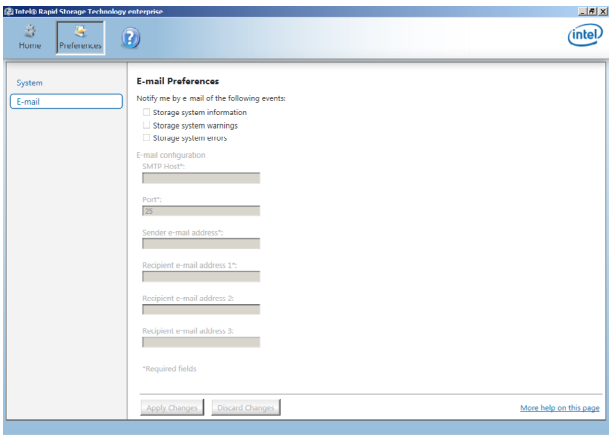 Intel® Rapid Storage Technology enterprise
Home
Preferences
?
intel
System
E-mail
E-mail Preferences
Notify me by e-mail of the following events:
Storage system information
Storage system warnings
Storage system errors
E-mail configuration
SMTP Host*:
Port*:
25
Sender e-mail address*:
Recipient e-mail address 1*:
Recipient e-mail address 2:
Recipient e-mail address 3:
*Required fields
Apply Changes
Discard Changes
More help on this page